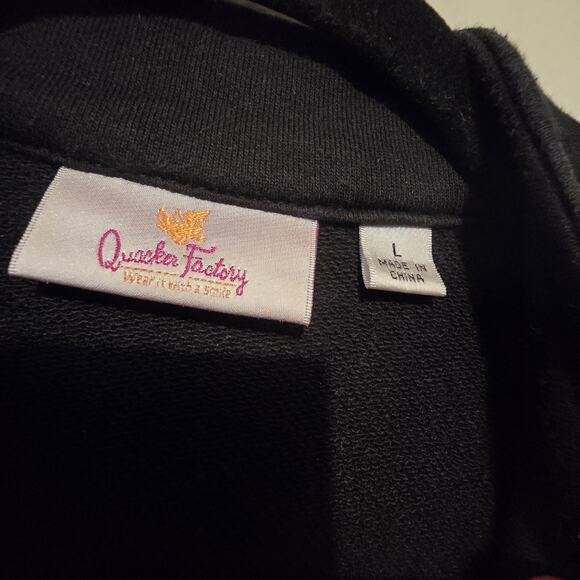 Quacker Factory
Wear it with a smile
L
MADE IN
CHINA